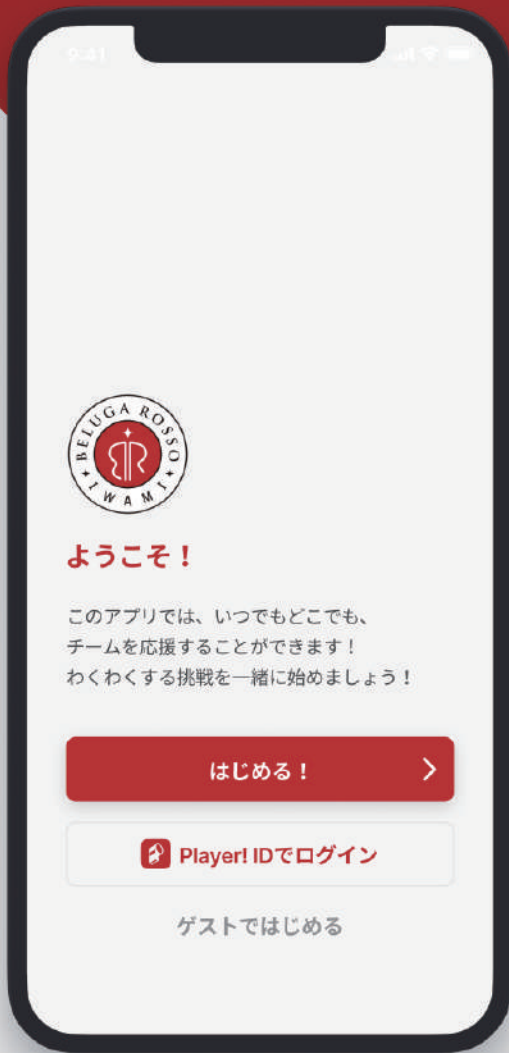 9:41
BELUGA ROSSO
IWAMI
ようこそ！
このアプリでは、いつでもどこでも、
チームを応援することができます！
わくわくする挑戦を一緒に始めましょう！
はじめる！
Player! IDでログイン
ゲストではじめる